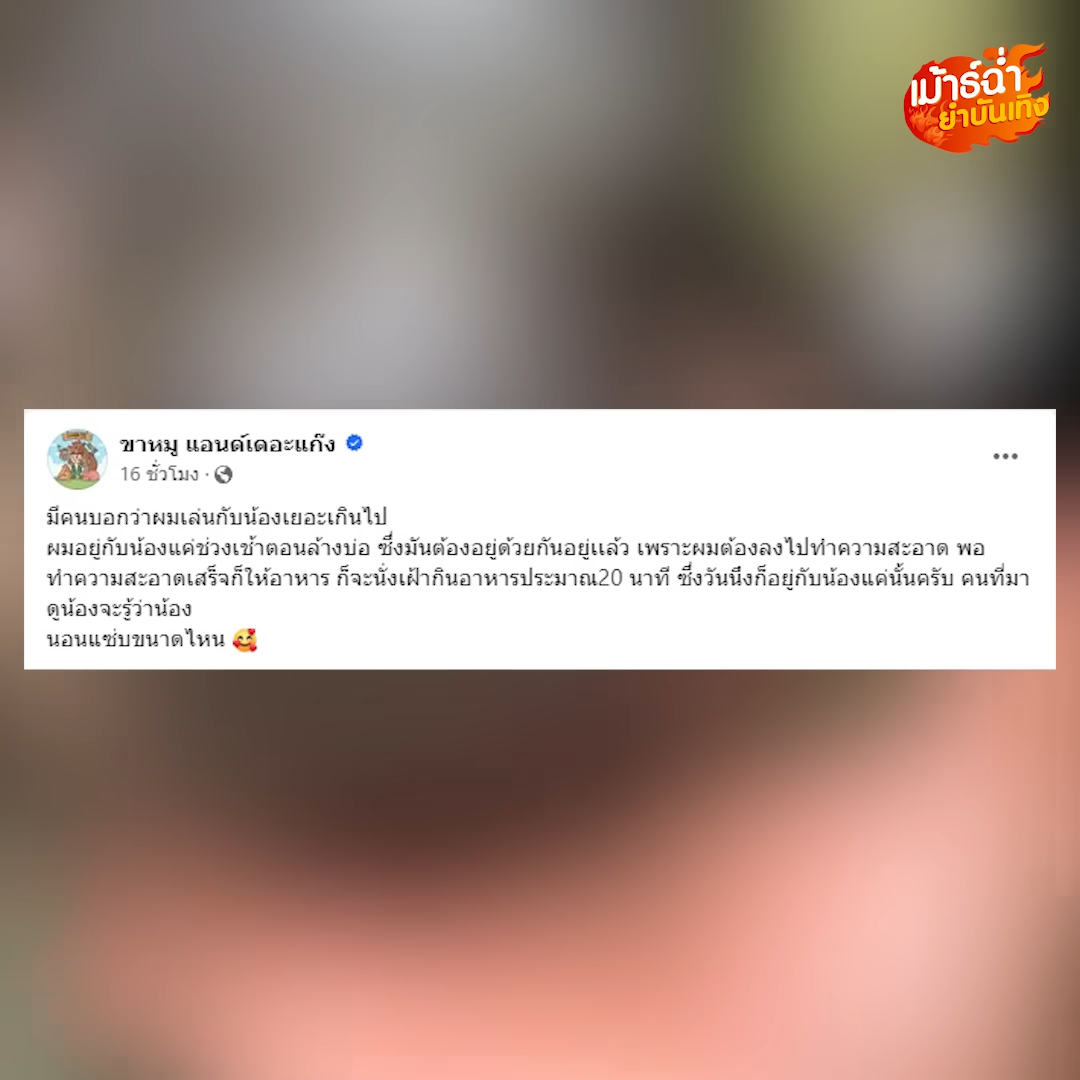 เม้าธ์ฉ่ำ
ยำบันเทิง
ขาหมู แอนด์เดอะแก๊ง
16 ชั่วโมง ·
มีคนบอกว่าผมเล่นกับน้องเยอะเกินไป
ผมอยู่กับน้องแค่ช่วงเช้าตอนล้างบ่อ ซึ่งมันต้องอยู่ด้วยกันอยู่แล้ว เพราะผมต้องลงไปทำความสะอาด พอ
ทำความสะอาดเสร็จก็ให้อาหาร ก็จะนั่งเฝ้ากินอาหารประมาณ20 นาที ซึ่งวันนึงก็อยู่กับน้องแค่นั้นครับ คนที่มา
ดูน้องจะรู้ว่าน้อง
นอนแซ่บขนาดไหน 🥰